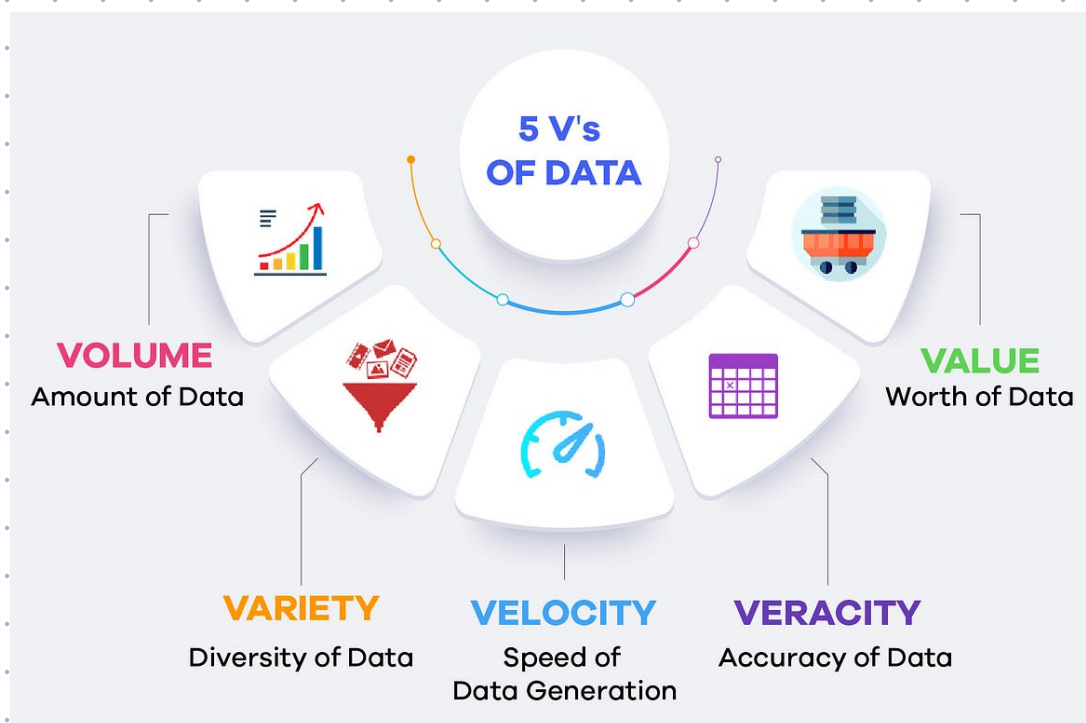 5 V's
OF DATA
VOLUME
Amount of Data
VARIETY
Diversity of Data
VELOCITY
Speed of
Data Generation
VERACITY
Accuracy of Data
VALUE
Worth of Data